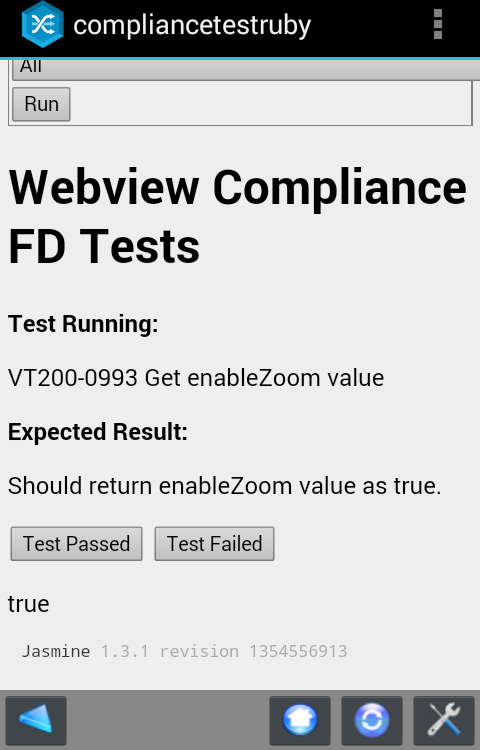 compliancetestruby
All
Run
Webview Compliance
FD Tests
Test Running:
VT200-0993 Get enableZoom value
Expected Result:
Should return enableZoom value as true.
Test Passed Test Failed
true
Jasmine 1.3.1 revision 1354556913